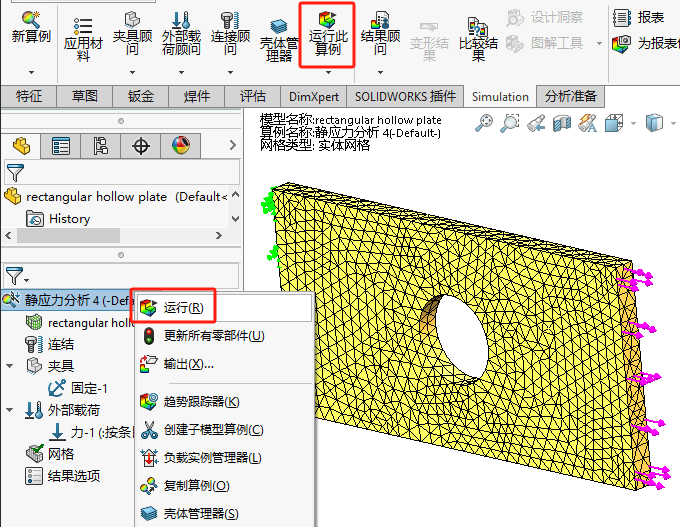 新算例
应用材
料
夹具顾
问
外部载
荷顾问
连接顾
问
壳体管
理器
运行此
算例
结果顾
问
变形结
果
比较结
果
设计洞察
图解工具
报表
为报表
特征
草图
钣金
焊件
评估
DimXpert
SOLIDWORKS 插件
Simulation
分析准备
模型名称:rectangular hollow plate
算例名称:静应力分析 4(-Default-)
网格类型: 实体网格
rectangular hollow plate (Default<
History
静应力分析 4 (-Defa
rectangular hollo
连结
夹具
固定-1
外部载荷
力-1 (:按条
网格
结果选项
运行(R)
更新所有零部件(U)
输出(X)...
趋势跟踪器(K)
创建子模型算例(C)
负载实例管理器(L)
复制算例(O)
壳体管理器(S)